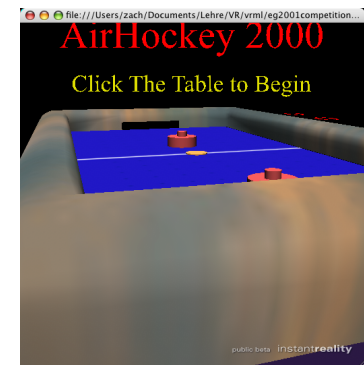 file:///Users/zach/Documents/Lehre/VR/vrml/eg2001competition...
AirHockey 2000
Click The Table to Begin
public beta instantreality